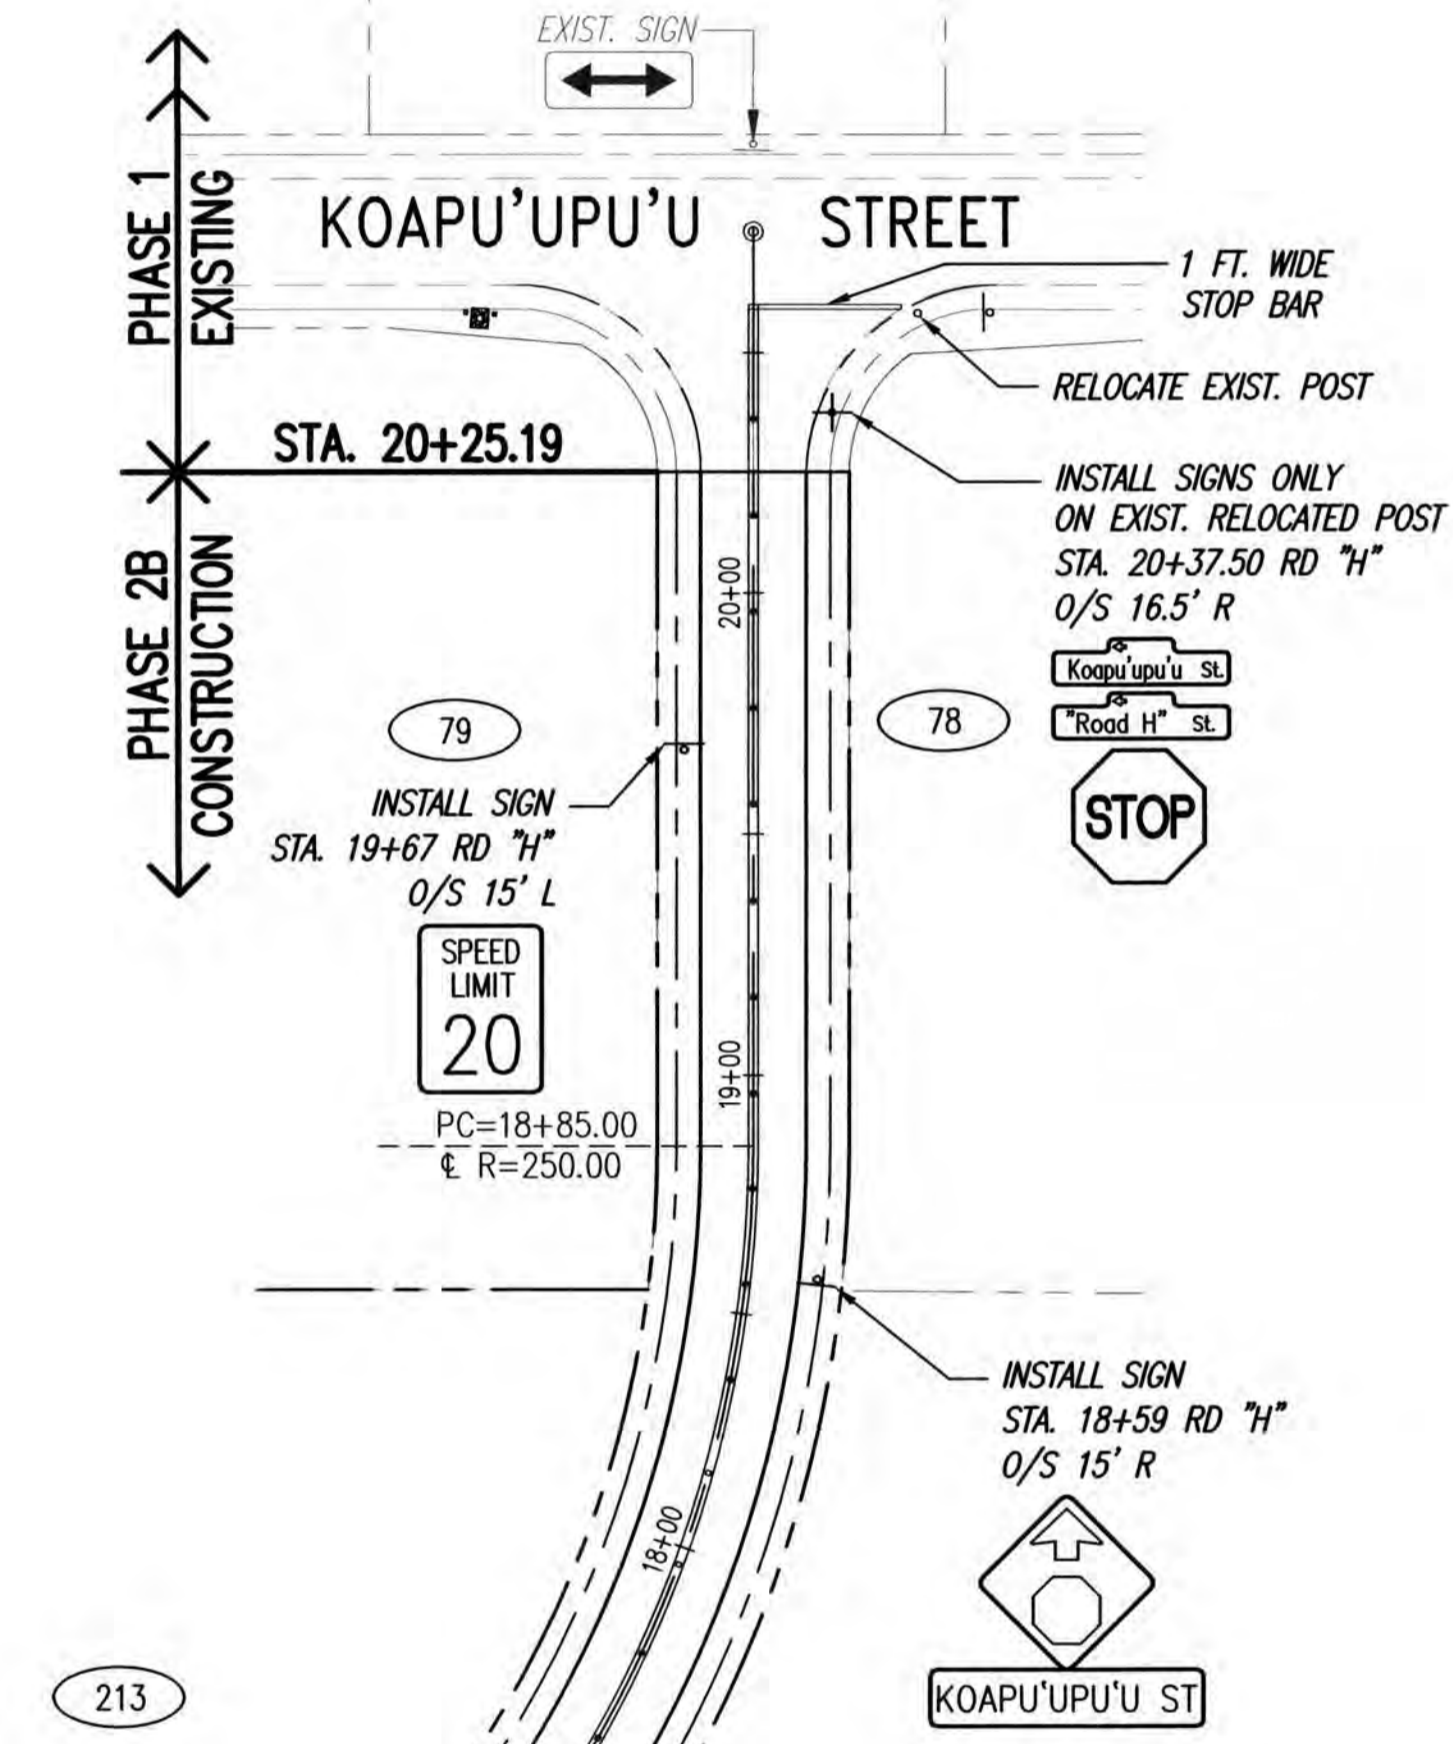 EXIST. SIGN
KOAPU'UPU'U STREET
PHASE 1
EXISTING
1 FT. WIDE
STOP BAR
RELOCATE EXIST. POST
STA. 20+25.19
INSTALL SIGNS ONLY
ON EXIST. RELOCATED POST
STA. 20+37.50 RD "H"
O/S 16.5' R
Koapu'upu'u St.
"Road H" St.
STOP
PHASE 2B
CONSTRUCTION
20+00
79
78
INSTALL SIGN
STA. 19+67 RD "H"
O/S 15' L
SPEED
LIMIT
20
19+00
PC=18+85.00
℄ R=250.00
INSTALL SIGN
STA. 18+59 RD "H"
O/S 15' R
18+00
213
KOAPU'UPU'U ST